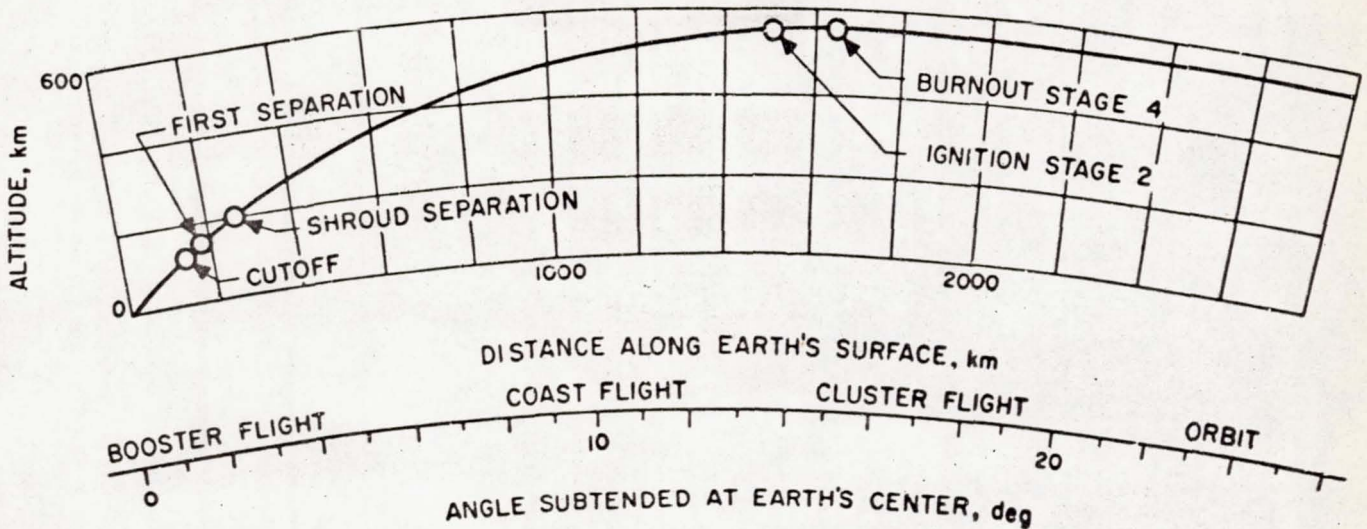 600
FIRST SEPARATION
BURNOUT STAGE 4
IGNITION STAGE 2
SHROUD SEPARATION
CUTOFF
ALTITUDE, km
0
1000
2000
DISTANCE ALONG EARTH'S SURFACE, km
BOOSTER FLIGHT
COAST FLIGHT
CLUSTER FLIGHT
ORBIT
0
10
20
ANGLE SUBTENDED AT EARTH'S CENTER, deg